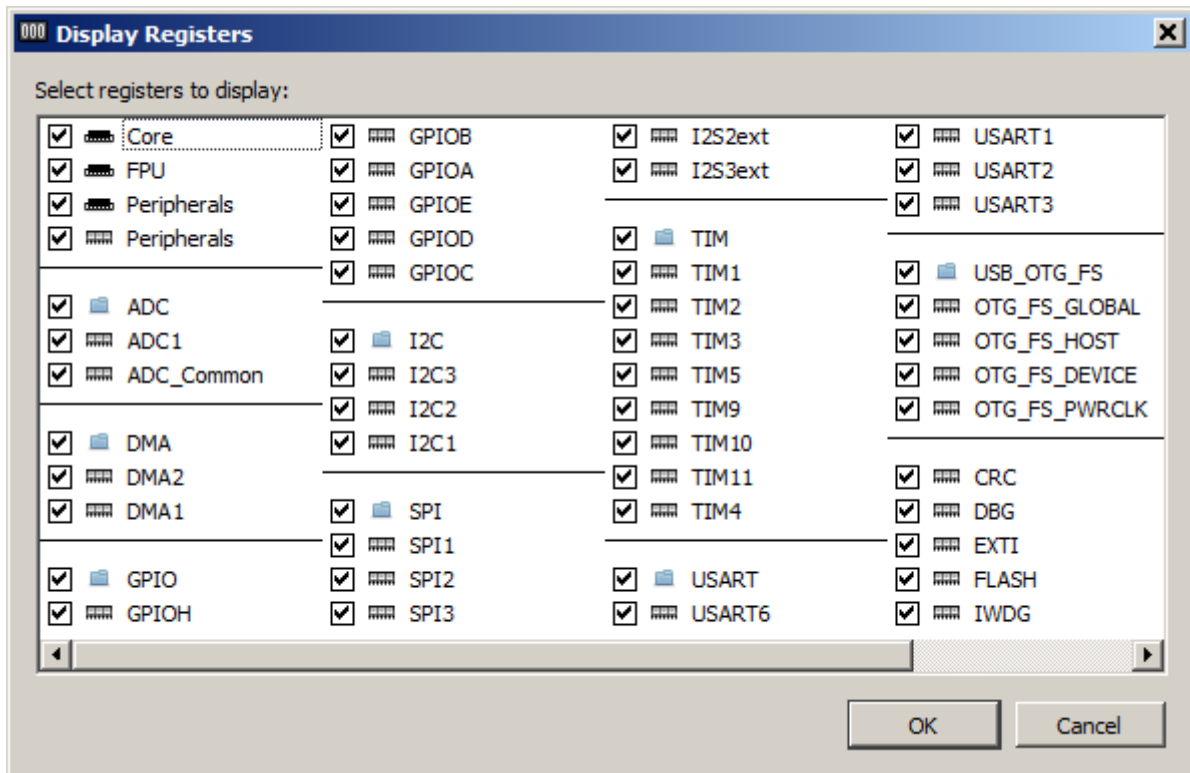 Display Registers
Select registers to display:
Core
FPU
Peripherals
Peripherals
ADC
ADC1
ADC_Common
DMA
DMA2
DMA1
GPIO
GPIOH
GPIOB
GPIOA
GPIOE
GPIOD
GPIOC
I2C
I2C3
I2C2
I2C1
SPI
SPI1
SPI2
SPI3
I2S2ext
I2S3ext
TIM
TIM1
TIM2
TIM3
TIM5
TIM9
TIM10
TIM11
TIM4
USART
USART6
USART1
USART2
USART3
USB_OTG_FS
OTG_FS_GLOBAL
OTG_FS_HOST
OTG_FS_DEVICE
OTG_FS_PWRCLK
CRC
DBG
EXTI
FLASH
IWDG
OK
Cancel